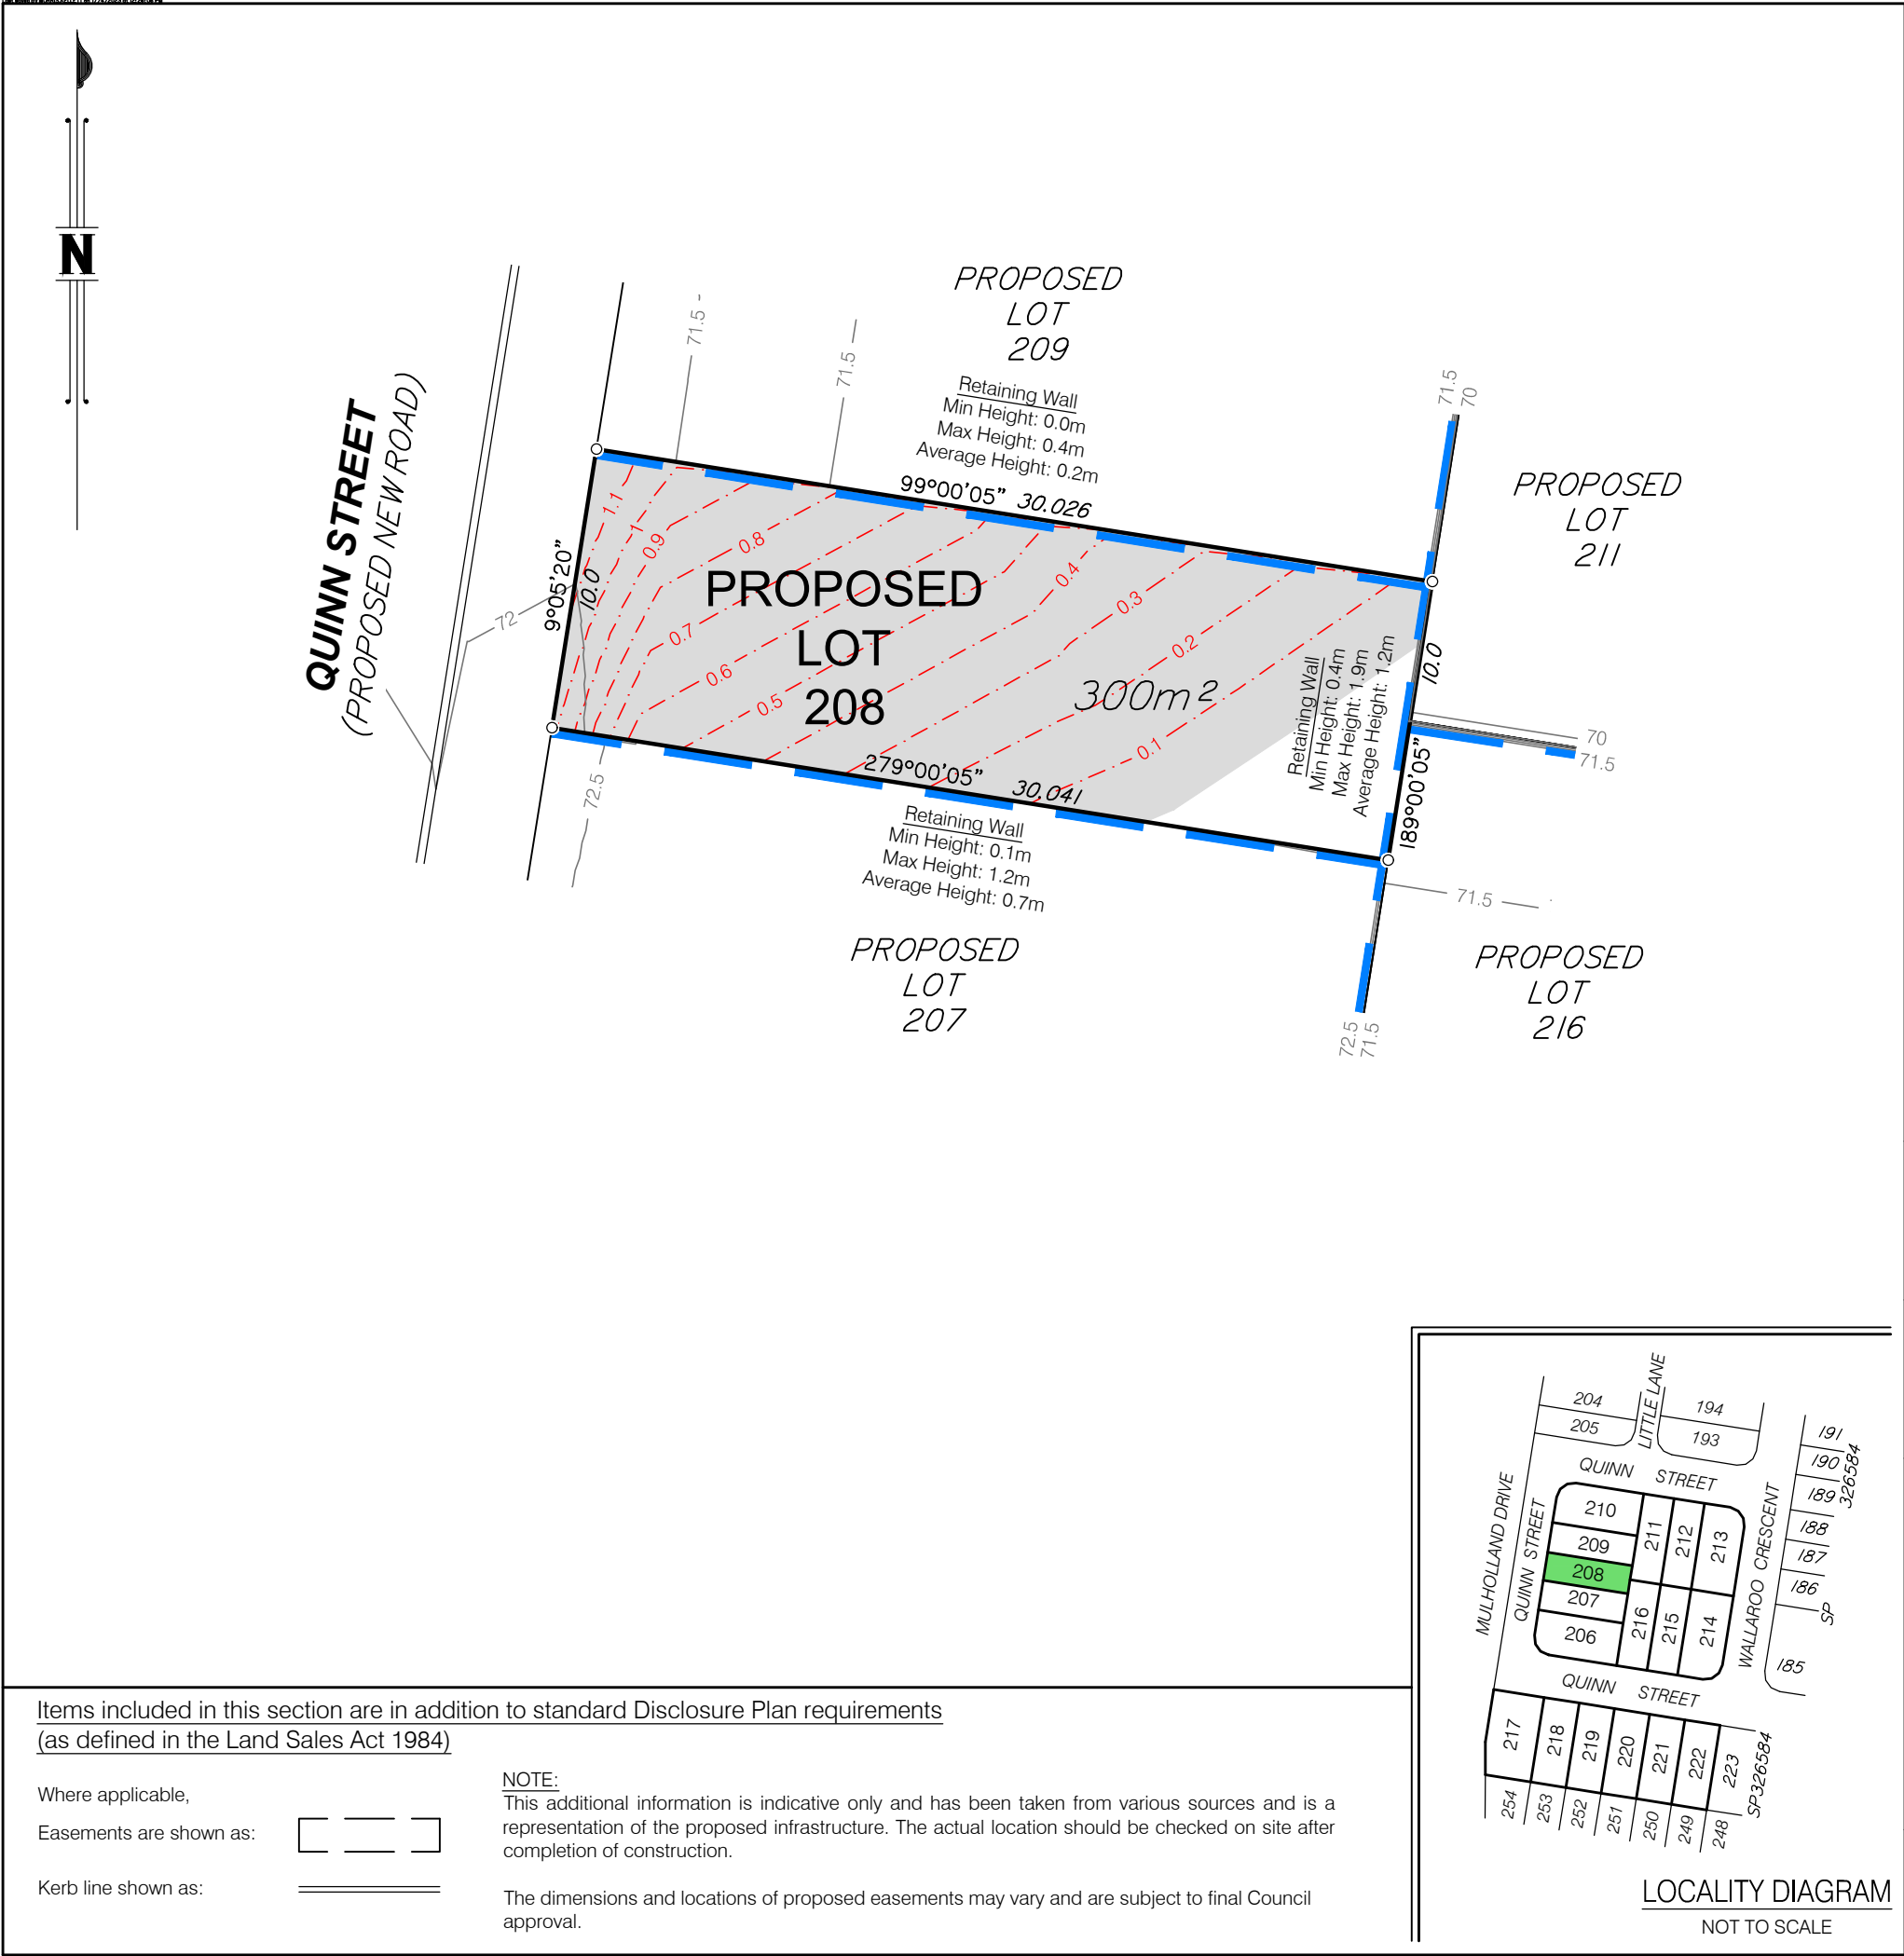 N
QUINN STREET
(PROPOSED NEW ROAD)
PROPOSED
LOT
209
71.5
71.5
Retaining Wall
Min Height: 0.0m
Max Height: 0.4m
Average Height: 0.2m
99°00'05" 30.026
71.5
70
PROPOSED
LOT
211
9°05'20"
10.0
72
1.1
1
0.9
0.8
0.7
0.6
0.5
0.4
0.3
0.2
0.1
PROPOSED
LOT
208
300m²
Retaining Wall
Min Height: 0.4m
Max Height: 1.9m
Average Height: 1.2m
10.0
189°00'05"
70
71.5
72.5
279°00'05" 30.041
Retaining Wall
Min Height: 0.1m
Max Height: 1.2m
Average Height: 0.7m
71.5
PROPOSED
LOT
207
PROPOSED
LOT
216
72.5
71.5
Items included in this section are in addition to standard Disclosure Plan requirements
(as defined in the Land Sales Act 1984)
Where applicable,
Easements are shown as:
Kerb line shown as:
NOTE:
This additional information is indicative only and has been taken from various sources and is a
representation of the proposed infrastructure. The actual location should be checked on site after
completion of construction.
The dimensions and locations of proposed easements may vary and are subject to final Council
approval.
204
205
LITTLE LANE
194
193
191
190
189
188
187
186
185
SP
326584
QUINN STREET
MULHOLLAND DRIVE
QUINN STREET
WALLAROO CRESCENT
210
209
208
207
206
211
212
213
216
215
214
QUINN STREET
217
218
219
220
221
222
223
SP326584
254
253
252
251
250
249
248
LOCALITY DIAGRAM
NOT TO SCALE